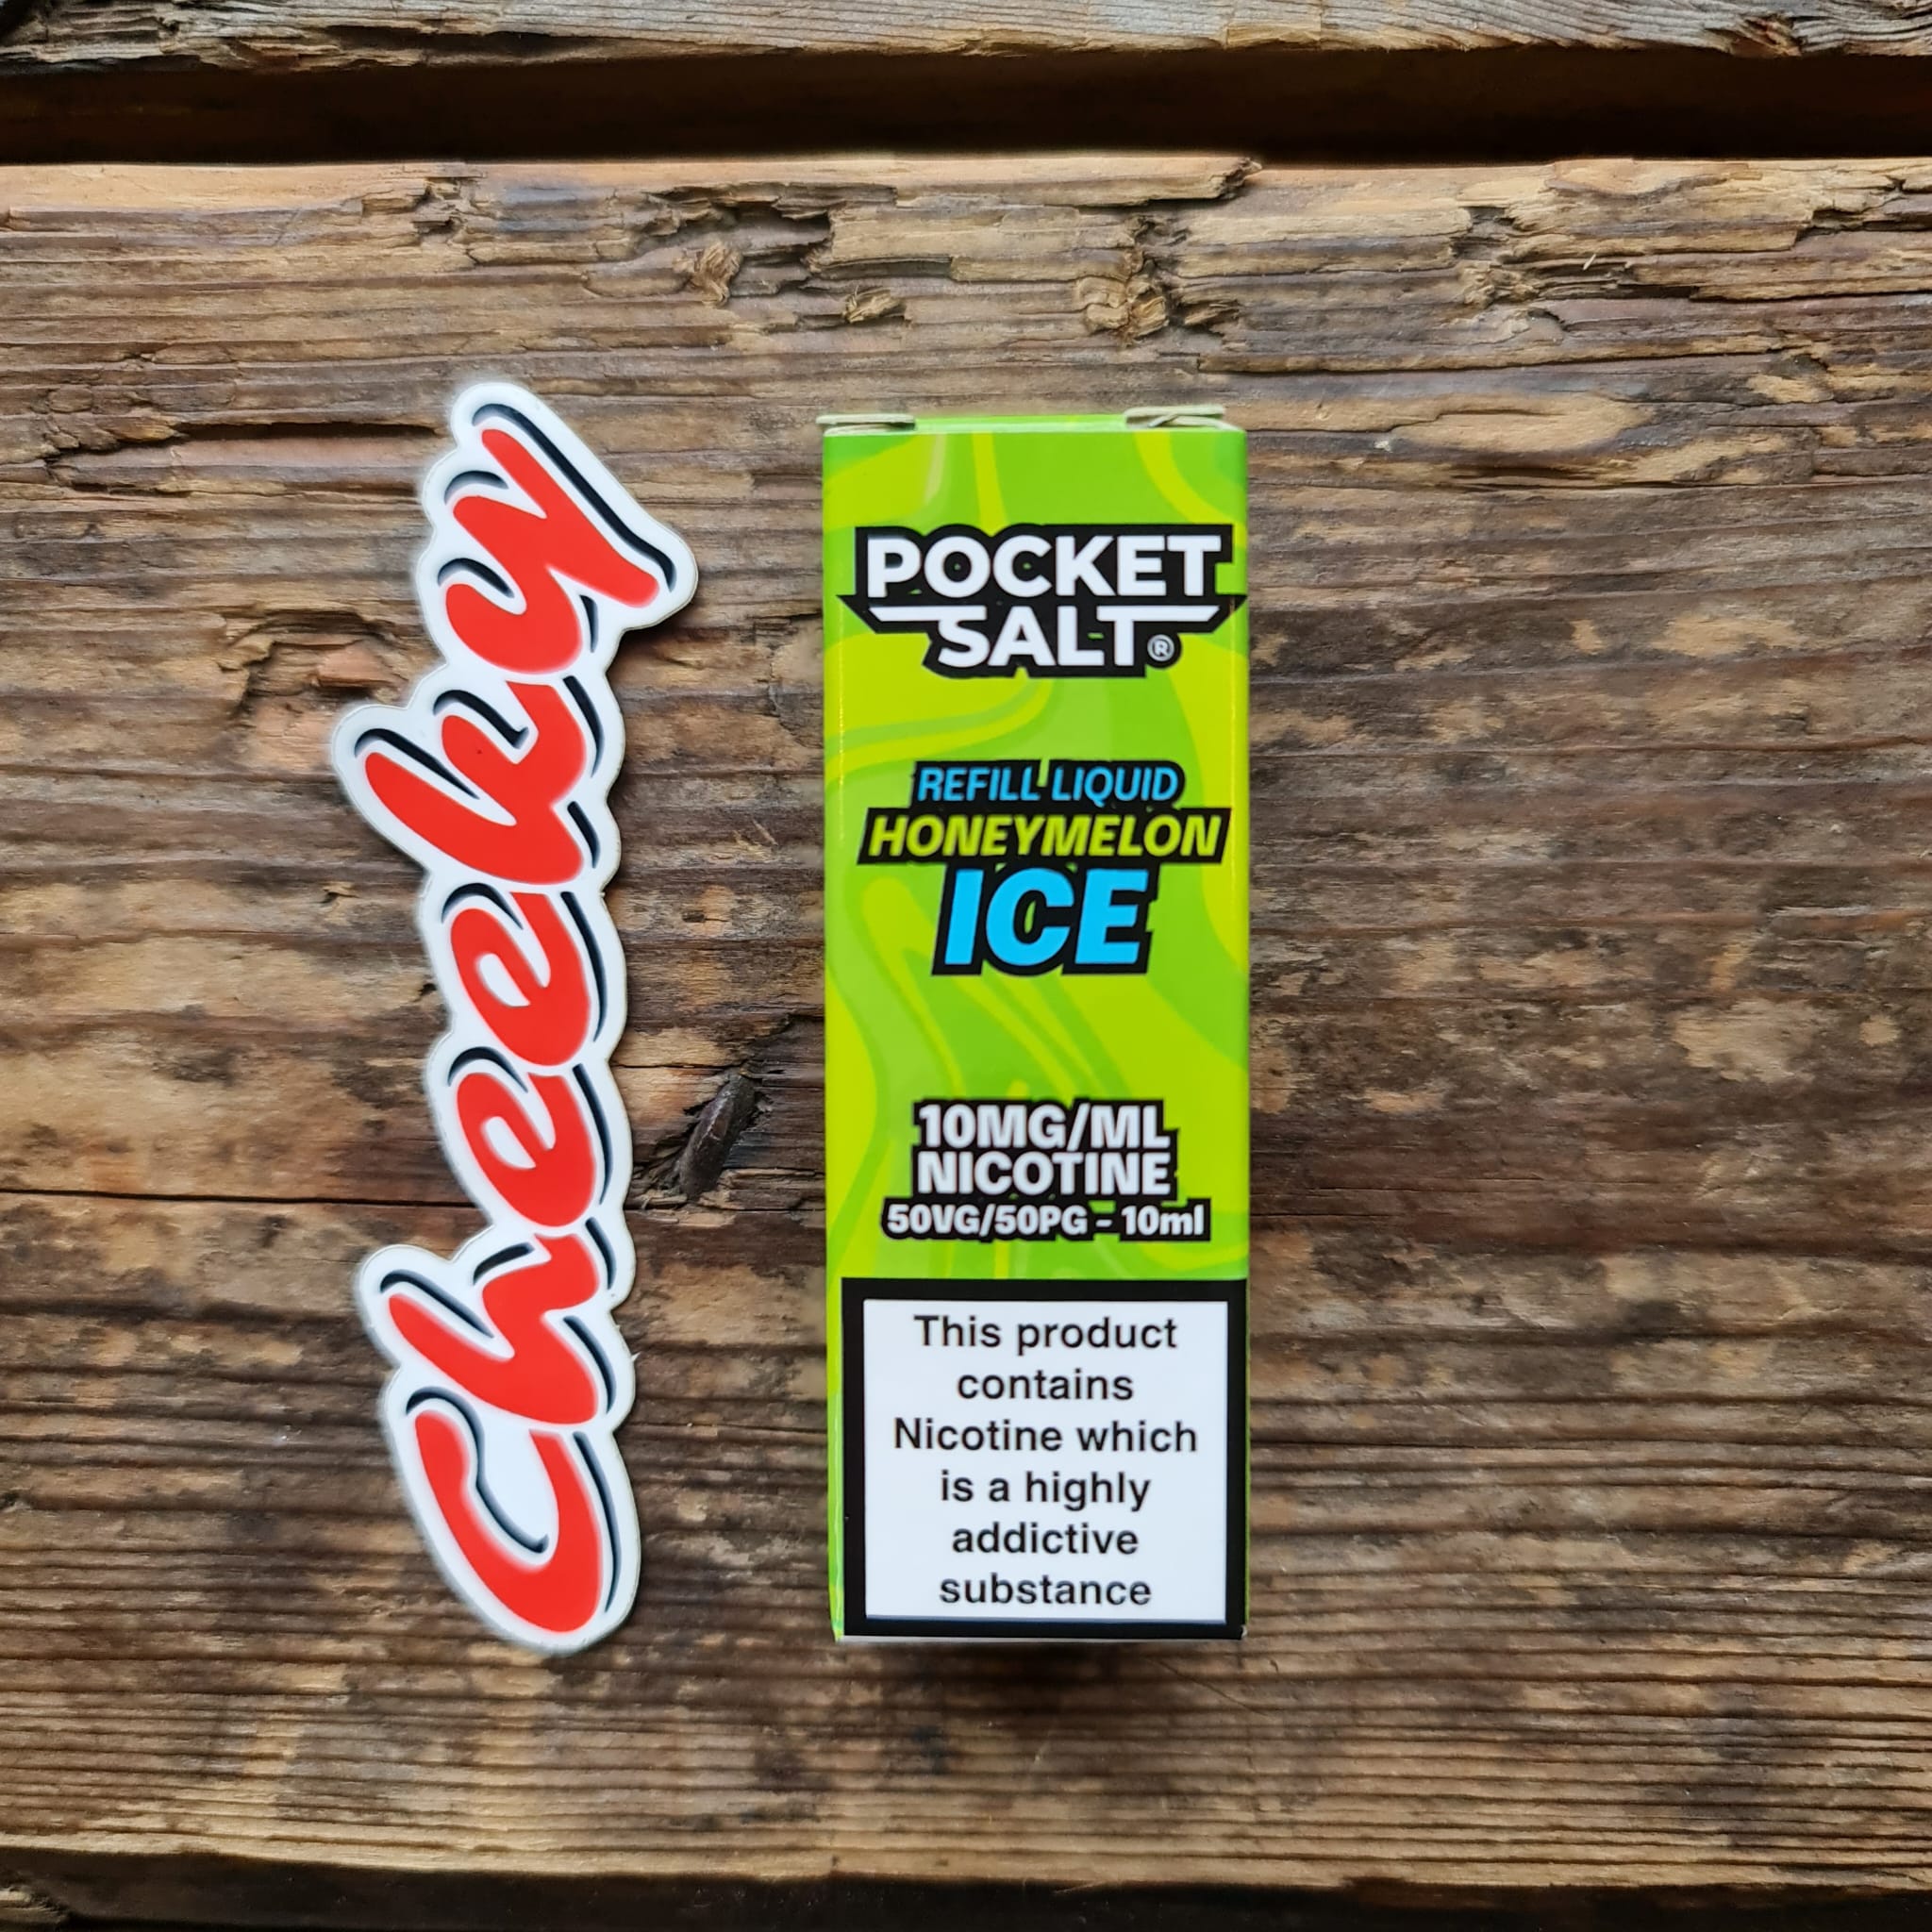 Cheeky
POCKET
SALT®
REFILL LIQUID
HONEYMELON
ICE
10MG/ML
NICOTINE
50VG/50PG - 10ml
This product
contains
Nicotine which
is a highly
addictive
substance